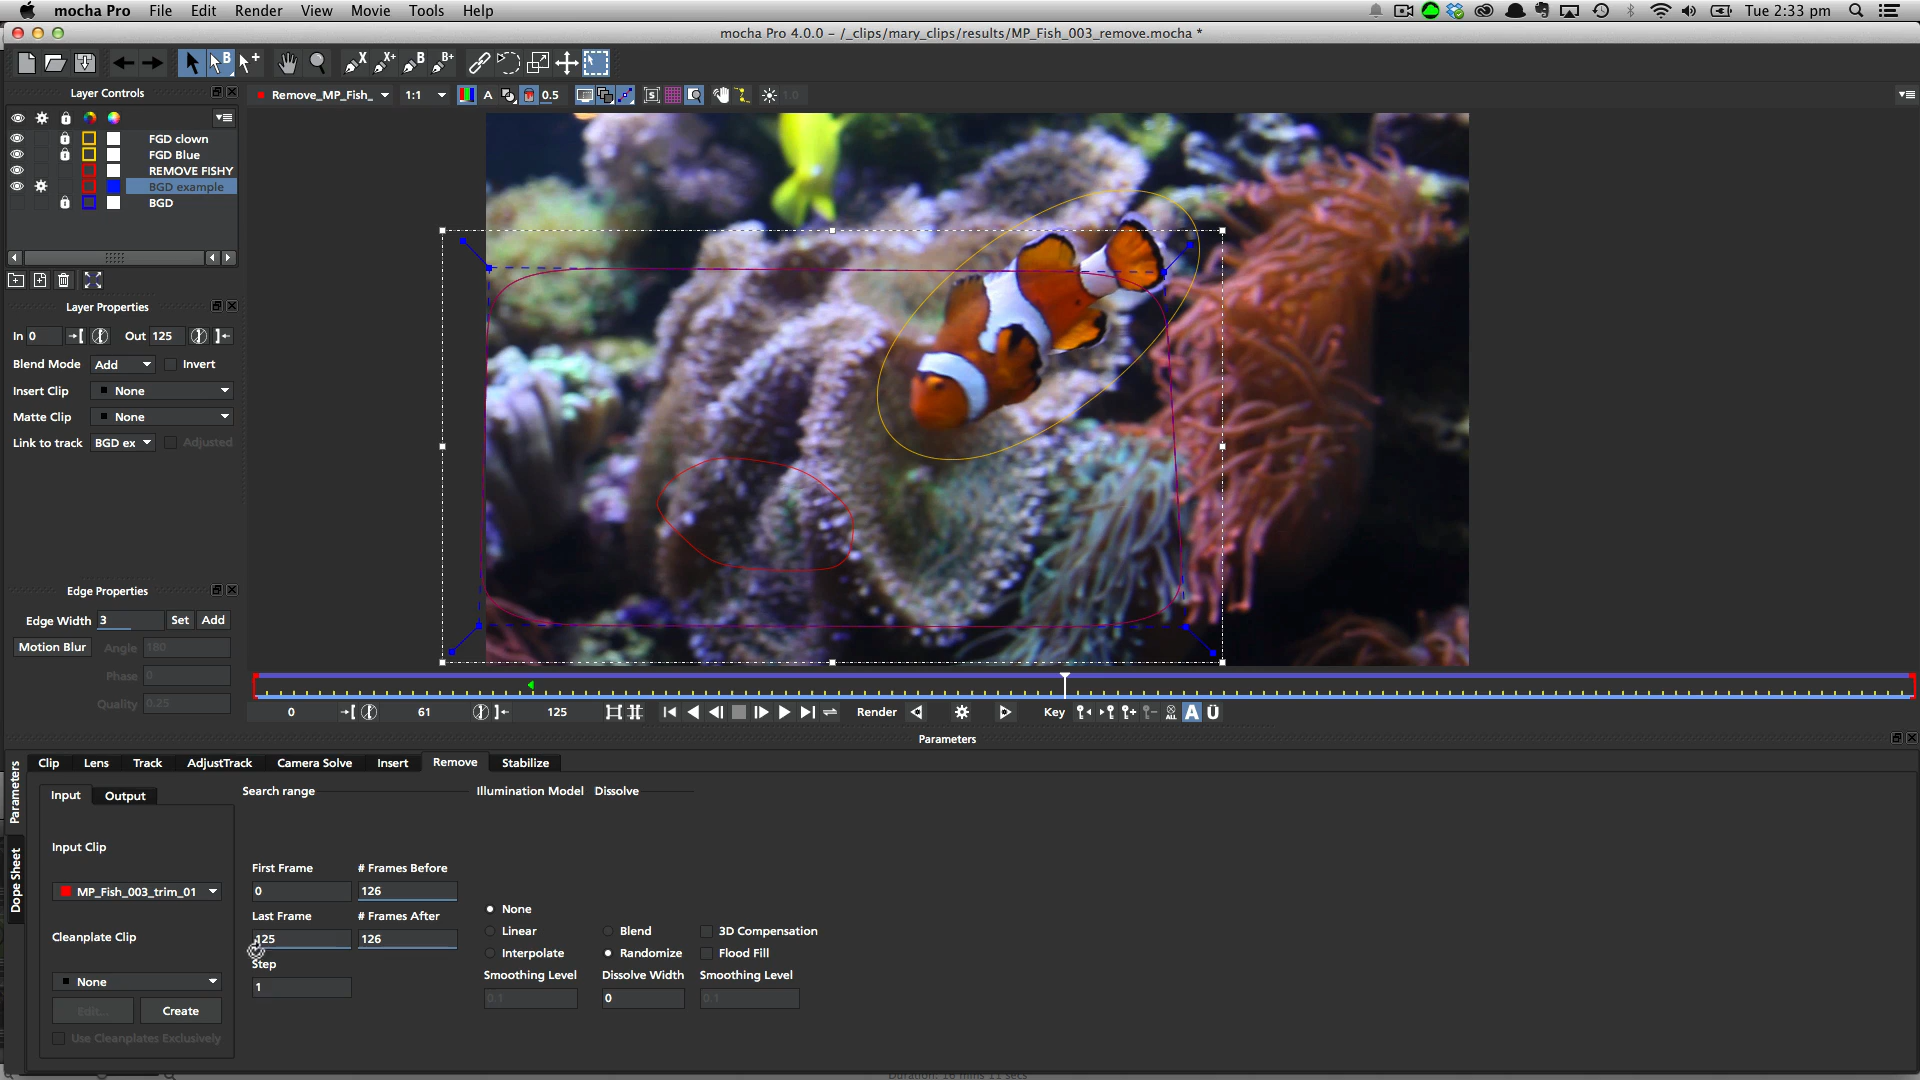 mocha Pro File Edit Render View Movie Tools Help Tue 2:33 pm
mocha Pro 4.0.0 – /_clips/mary_clips/results/MP_Fish_003_remove.mocha *
Layer Controls
Remove_MP_Fish_ 1:1 A 0.5 1.0
FGD clown
FGD Blue
REMOVE FISHY
BGD example
BGD
Layer Properties
In 0 Out 125
Blend Mode Add Invert
Insert Clip None
Matte Clip None
Link to track BGD ex Adjusted
Edge Properties
Edge Width 3 Set Add
Motion Blur Angle 180
Phase 0
Quality 0.25
0 61 125 Render Key ALL A Ü
Parameters
Parameters
Dope Sheet
Clip Lens Track AdjustTrack Camera Solve Insert Remove Stabilize
Input Output
Input Clip
MP_Fish_003_trim_01
Cleanplate Clip
None
Edit... Create
Use Cleanplates Exclusively
Search range
First Frame # Frames Before
0 126
Last Frame # Frames After
125 126
Step
1
Illumination Model
None
Linear
Interpolate
Smoothing Level
0.1
Dissolve
Blend 3D Compensation
Randomize Flood Fill
Dissolve Width Smoothing Level
0 0.1